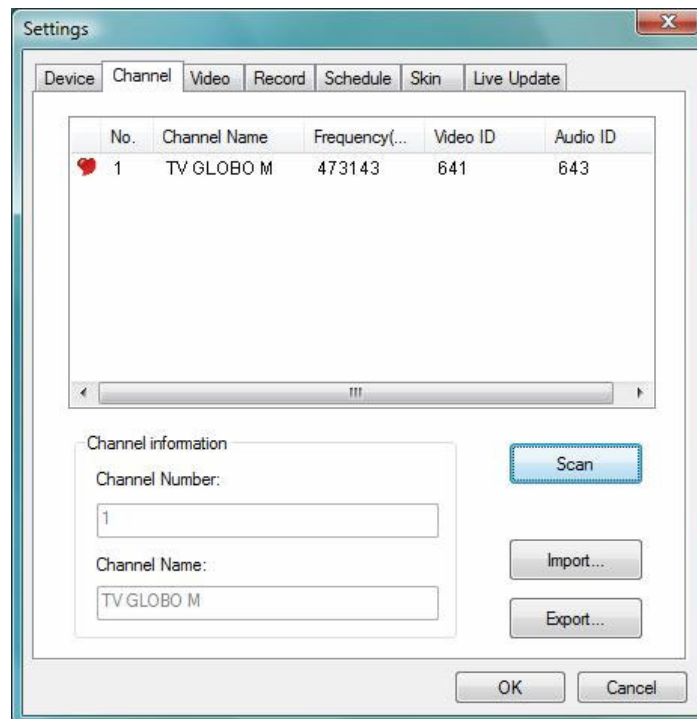 Settings
Device Channel Video Record Schedule Skin Live Update
No. Channel Name Frequency(... Video ID Audio ID
1 TV GLOBO M 473143 641 643
Channel information
Scan
Channel Number:
1
Import...
Channel Name:
TV GLOBO M
Export...
OK Cancel